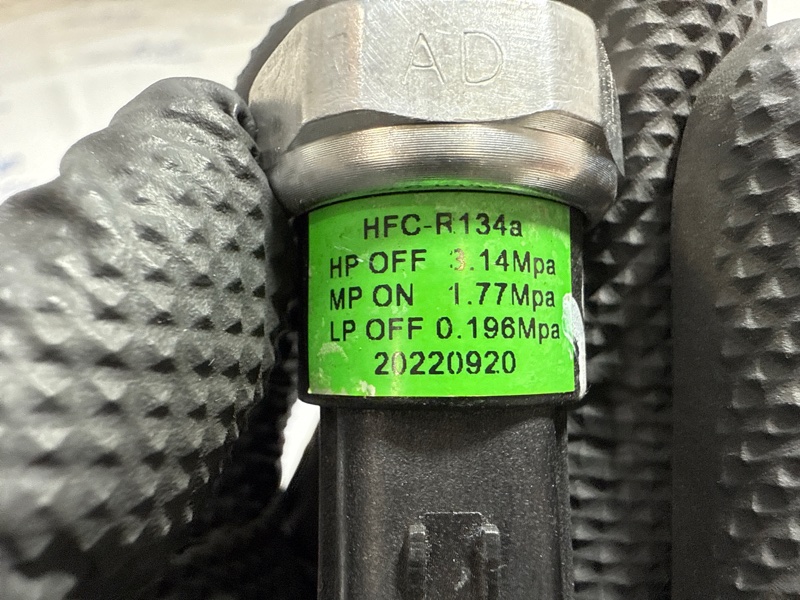 AD
HFC-R134a
HP OFF 3.14Mpa
MP ON 1.77Mpa
LP OFF 0.196Mpa
20220920